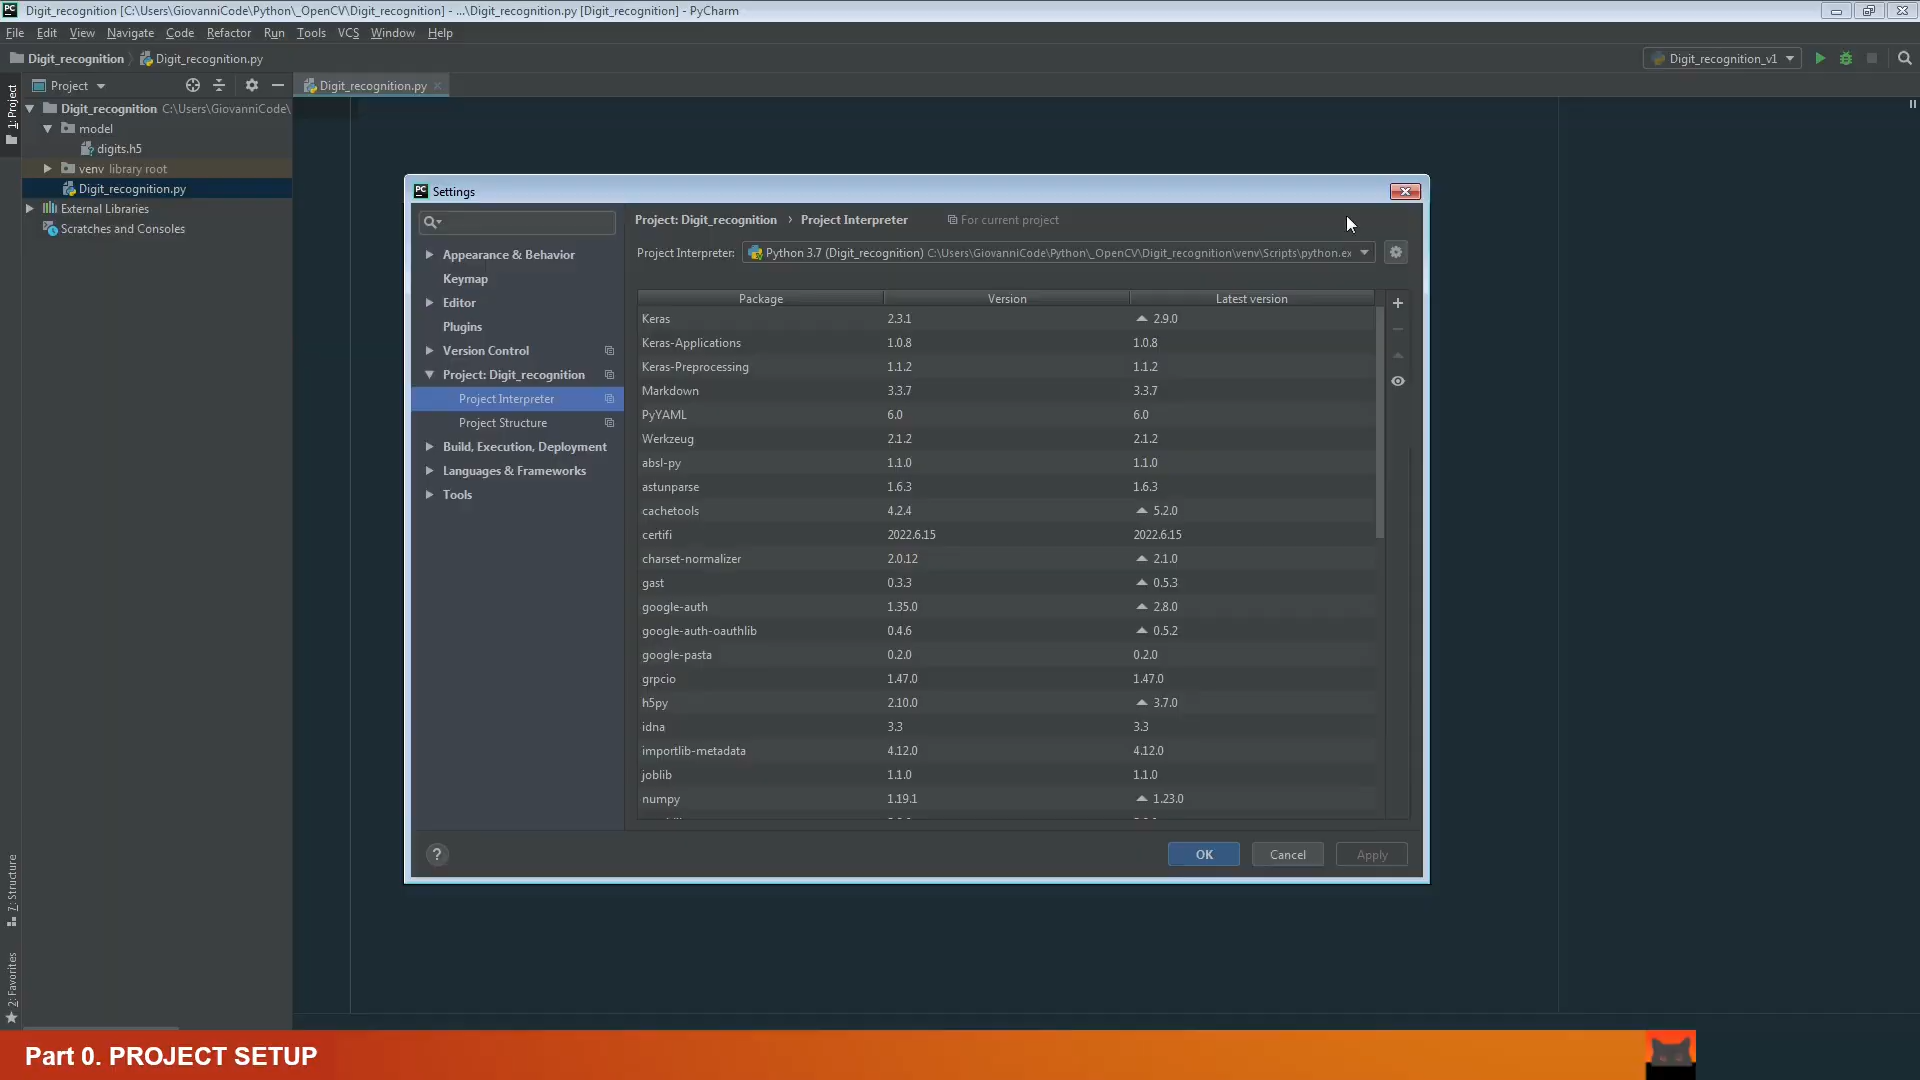 Digit_recognition [C:\Users\GiovanniCode\Python\_OpenCV\Digit_recognition] - ...\Digit_recognition.py [Digit_recognition] - PyCharm
File Edit View Navigate Code Refactor Run Tools VCS Window Help
Digit_recognition Digit_recognition.py Digit_recognition_v1
Project Digit_recognition.py
1: Project
Digit_recognition C:\Users\GiovanniCode\
model
digits.h5
venv library root
Digit_recognition.py
External Libraries
Scratches and Consoles
7: Structure
2: Favorites
PC Settings
Appearance & Behavior
Keymap
Editor
Plugins
Version Control
Project: Digit_recognition
Project Interpreter
Project Structure
Build, Execution, Deployment
Languages & Frameworks
Tools
Project: Digit_recognition › Project Interpreter For current project
Project Interpreter: Python 3.7 (Digit_recognition) C:\Users\GiovanniCode\Python\_OpenCV\Digit_recognition\venv\Scripts\python.ex
Package Version Latest version
Keras 2.3.1 2.9.0
Keras-Applications 1.0.8 1.0.8
Keras-Preprocessing 1.1.2 1.1.2
Markdown 3.3.7 3.3.7
PyYAML 6.0 6.0
Werkzeug 2.1.2 2.1.2
absl-py 1.1.0 1.1.0
astunparse 1.6.3 1.6.3
cachetools 4.2.4 5.2.0
certifi 2022.6.15 2022.6.15
charset-normalizer 2.0.12 2.1.0
gast 0.3.3 0.5.3
google-auth 1.35.0 2.8.0
google-auth-oauthlib 0.4.6 0.5.2
google-pasta 0.2.0 0.2.0
grpcio 1.47.0 1.47.0
h5py 2.10.0 3.7.0
idna 3.3 3.3
importlib-metadata 4.12.0 4.12.0
joblib 1.1.0 1.1.0
numpy 1.19.1 1.23.0
? OK Cancel Apply
Part 0. PROJECT SETUP